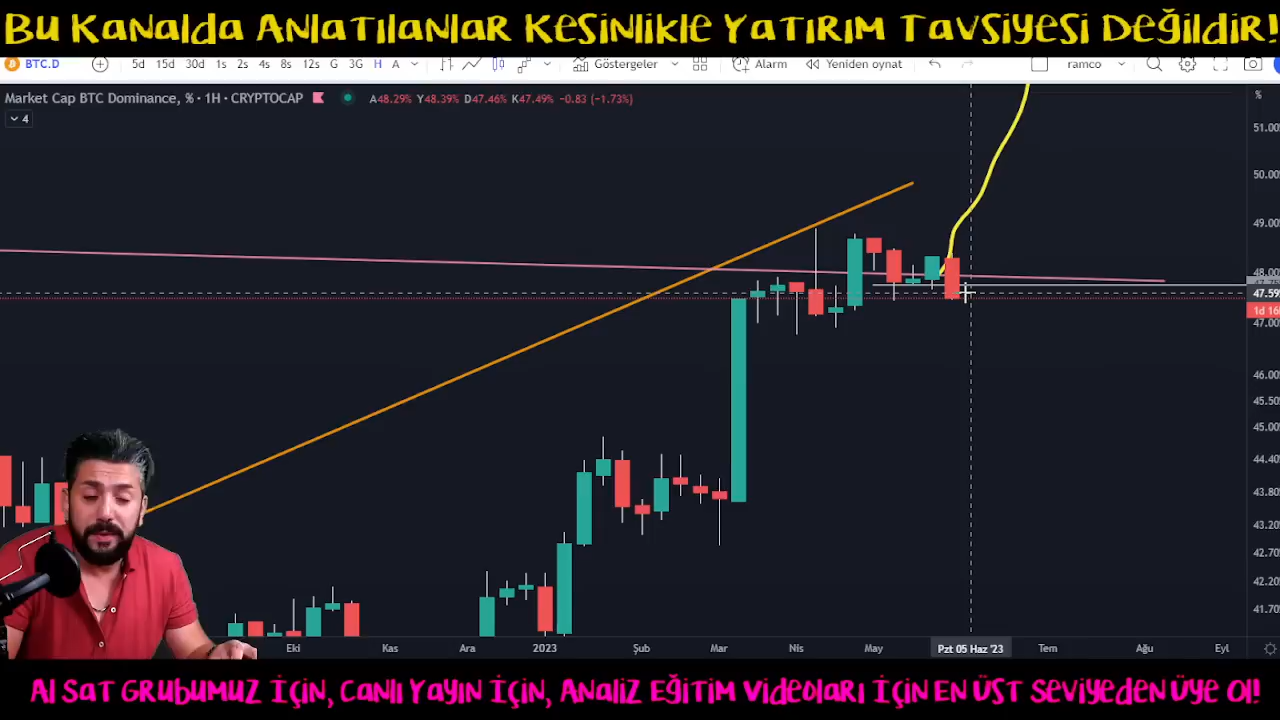 Bu Kanalda Anlatılanlar Kesinlikle Yatırım Tavsiyesi Değildir!
BTC.D 5d 15d 30d 1s 2s 4s 8s 12s G 3G H A Göstergeler Alarm Yeniden oynat ramco
Market Cap BTC Dominance, % · 1H · CRYPTOCAP A48.29% Y48.39% D47.46% K47.49% −0.83 (−1.73%)
4
%
51.00
50.00
49.00
48.00
47.59
1d 16
47.00
46.00
45.50
45.00
44.40
43.80
43.20
42.70
42.20
41.70
Eki Kas Ara 2023 Şub Mar Nis May Pzt 05 Haz '23 Tem Ağu Eyl
Al Sat Grubumuz İçin, Canlı Yayın İçin, Analiz Eğitim Videoları İçin En Üst Seviyeden Üye Ol!